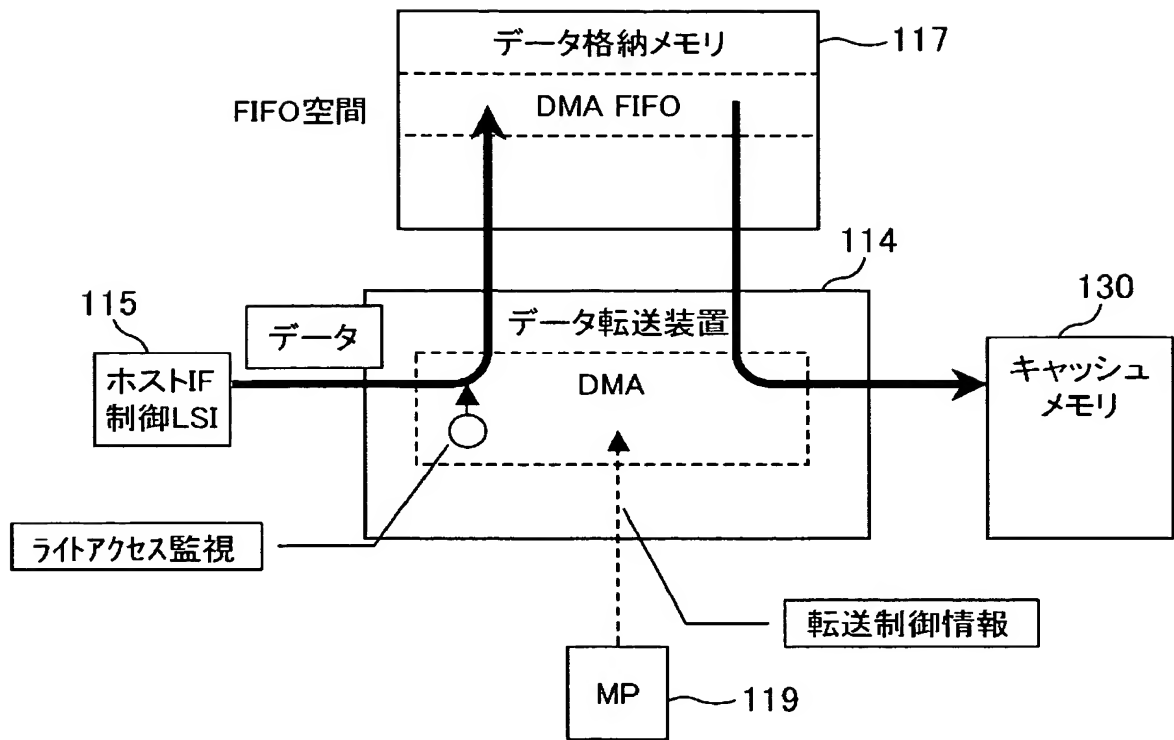 データ格納メモリ
117
FIFO空間
DMA FIFO
114
115
データ
データ転送装置
130
ホストIF
制御LSI
DMA
キャッシュ
メモリ
ライトアクセス監視
転送制御情報
MP
119